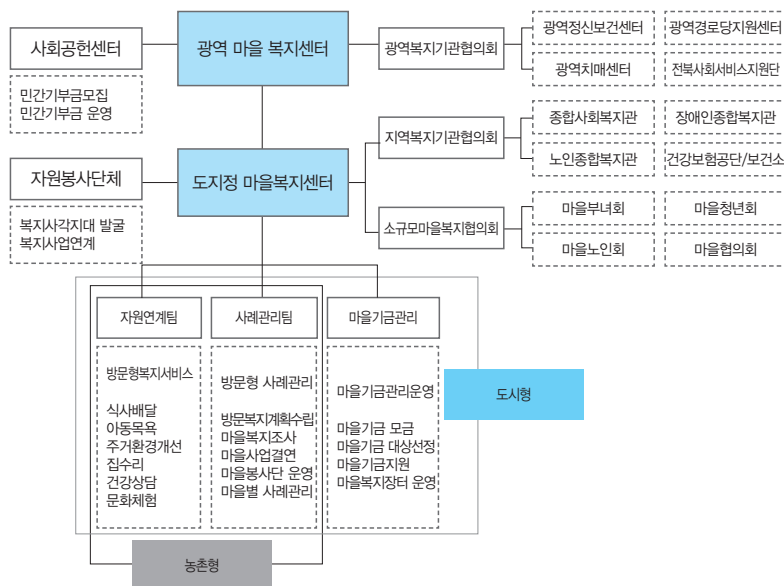 사회공헌센터
민간기부금모집
민간기부금 운영
광역 마을 복지센터
광역복지기관협의회
광역정신보건센터
광역경로당지원센터
광역치매센터
전북사회서비스지원단
자원봉사단체
복지사각지대 발굴
복지사업연계
도지정 마을복지센터
지역복지기관협의회
종합사회복지관
장애인종합복지관
노인종합복지관
건강보험공단/보건소
소규모마을복지협의회
마을부녀회
마을청년회
마을노인회
마을협의회
자원연계팀
사례관리팀
마을기금관리
방문형복지서비스
식사배달
아동목욕
주거환경개선
집수리
건강상담
문화체험
방문형 사례관리
방문복지계획수립
마을복지조사
마을사업결연
마을봉사단 운영
마을별 사례관리
마을기금관리운영
마을기금 모금
마을기금 대상선정
마을기금지원
마을복지장터 운영
도시형
농촌형